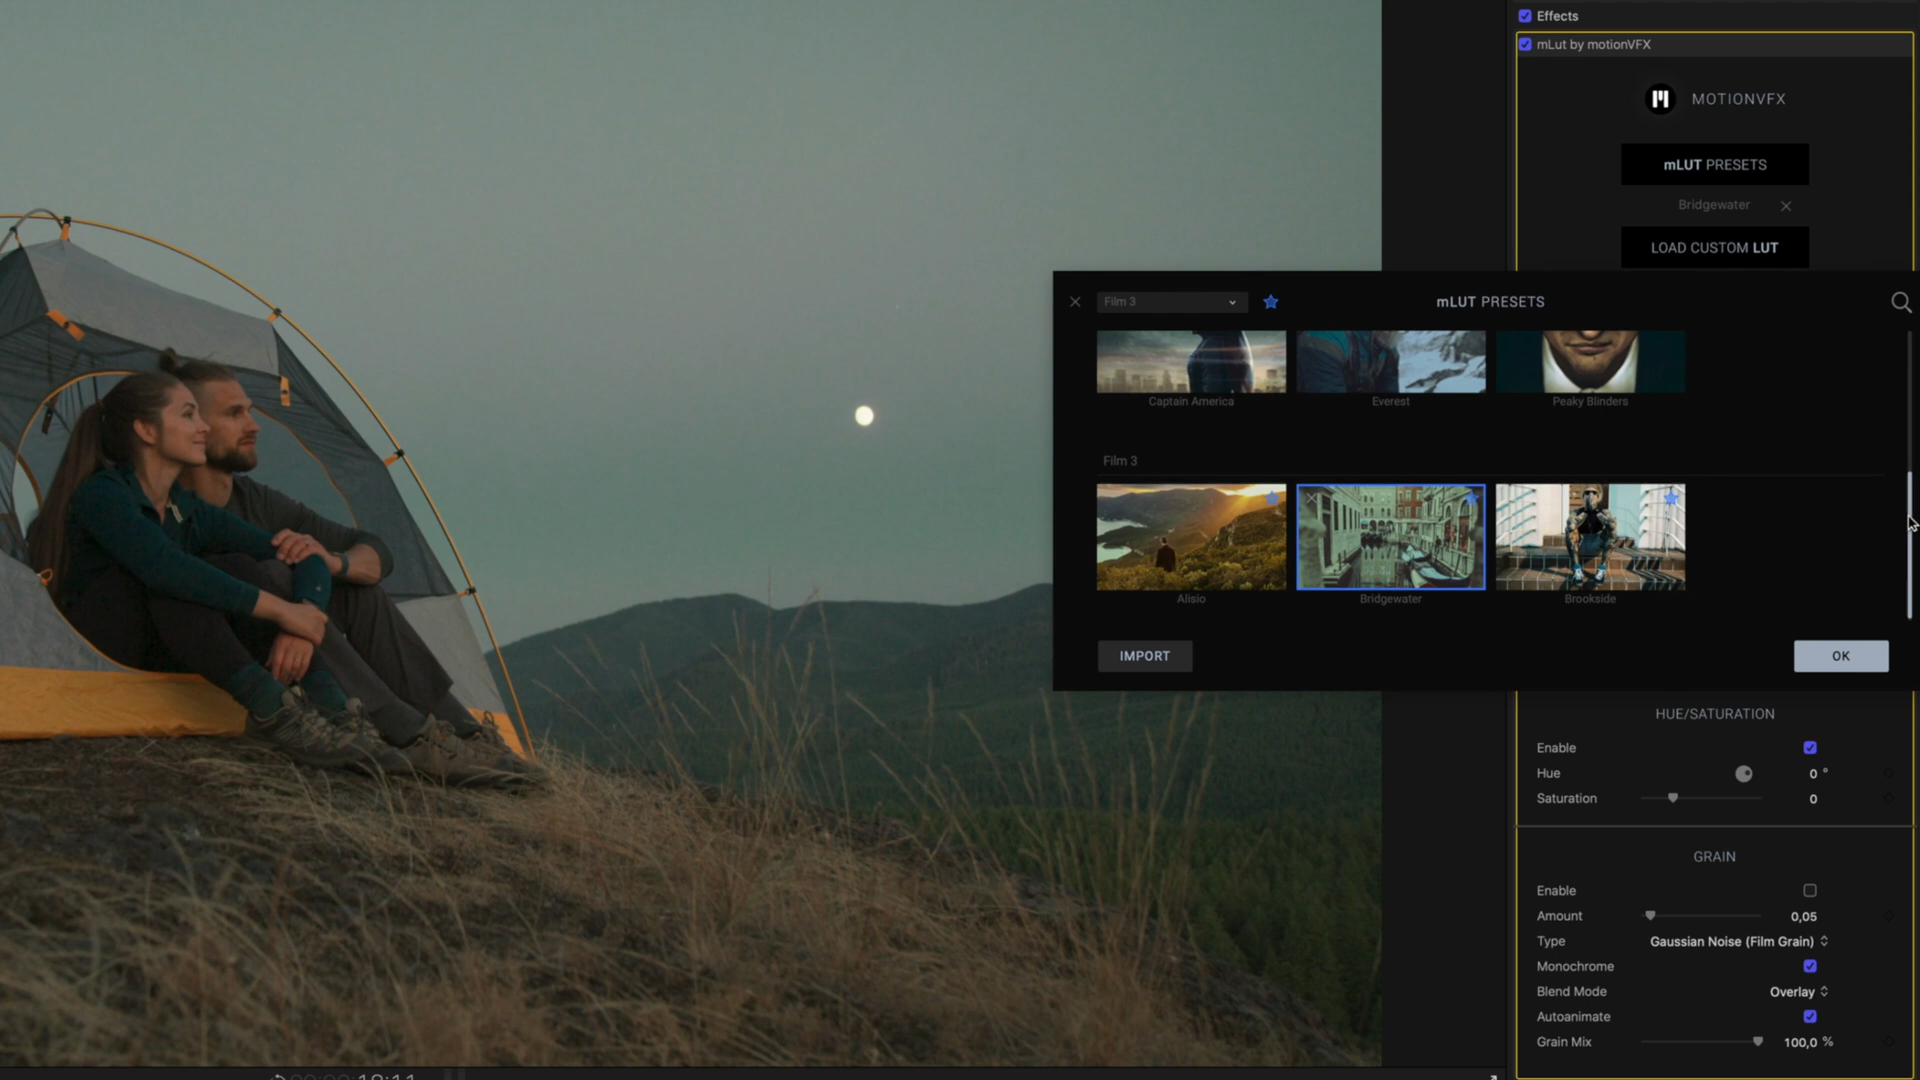 Effects
mLut by motionVFX
MOTIONVFX
mLUT PRESETS
Bridgewater
LOAD CUSTOM LUT
Film 3
mLUT PRESETS
Captain America
Everest
Peaky Blinders
Film 3
Alisio
Bridgewater
Brookside
IMPORT
OK
HUE/SATURATION
Enable
Hue 0 °
Saturation 0
GRAIN
Enable
Amount 0,05
Type Gaussian Noise (Film Grain)
Monochrome
Blend Mode Overlay
Autoanimate
Grain Mix 100,0 %